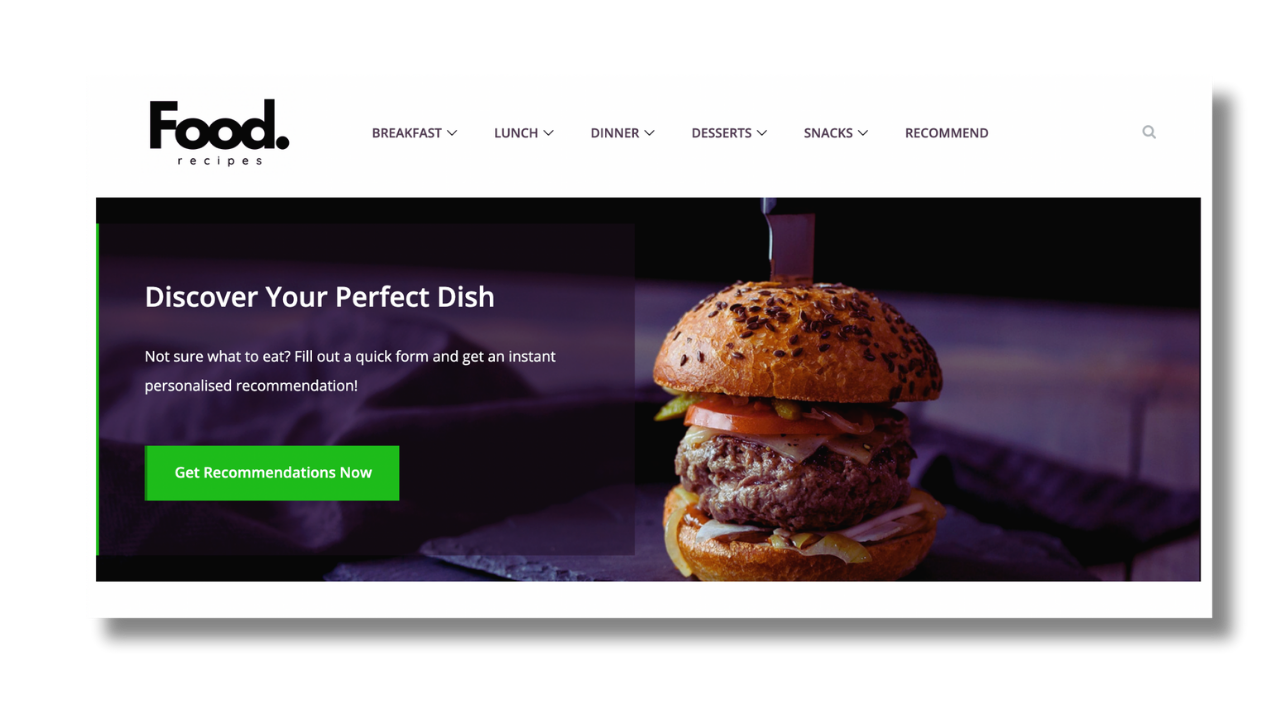 Food.
recipes
BREAKFAST LUNCH DINNER DESSERTS SNACKS RECOMMEND
Discover Your Perfect Dish
Not sure what to eat? Fill out a quick form and get an instant
personalised recommendation!
Get Recommendations Now